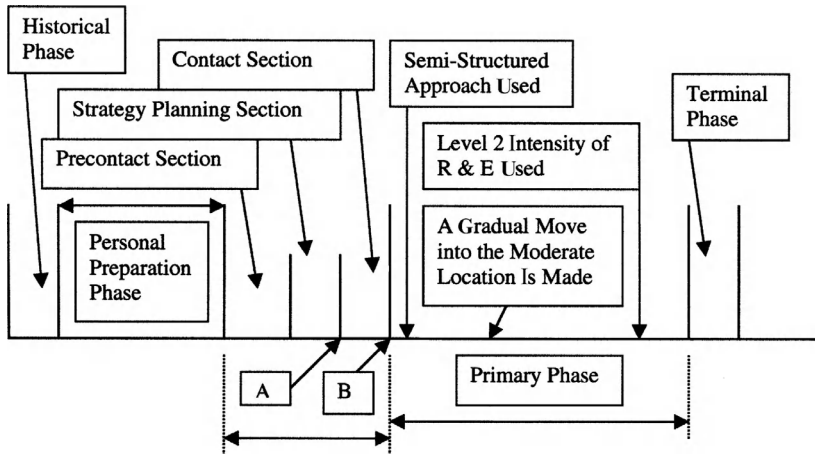 Historical
Phase
Contact Section
Strategy Planning Section
Precontact Section
Semi-Structured
Approach Used
Terminal
Phase
Level 2 Intensity of
R & E Used
Personal
Preparation
Phase
A Gradual Move
into the Moderate
Location Is Made
A
B
Primary Phase